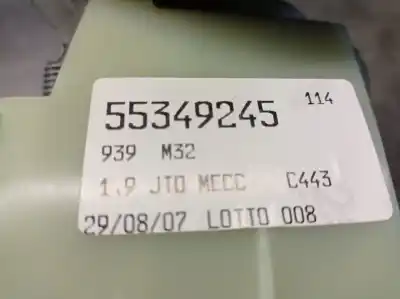 55349245 114
939 M32
1.9 JTD MECC C443
29/08/07 LOTTO 008